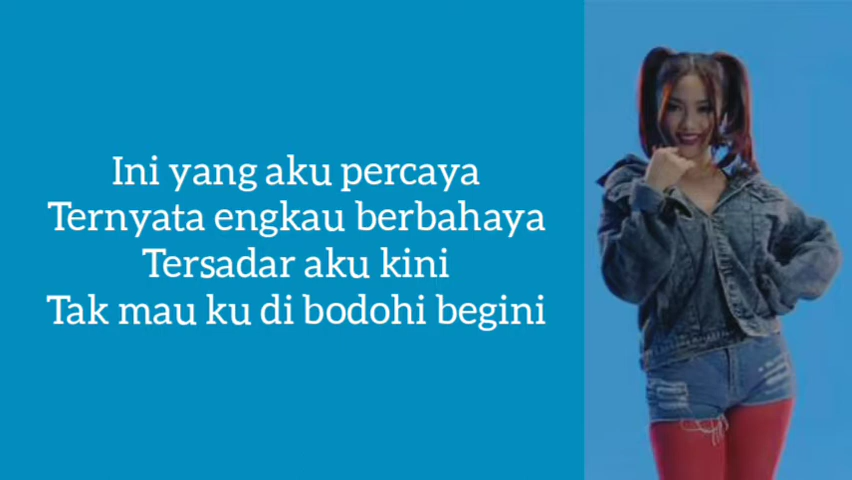 Ini yang aku percaya
Ternyata engkau berbahaya
Tersadar aku kini
Tak mau ku di bodohi begini